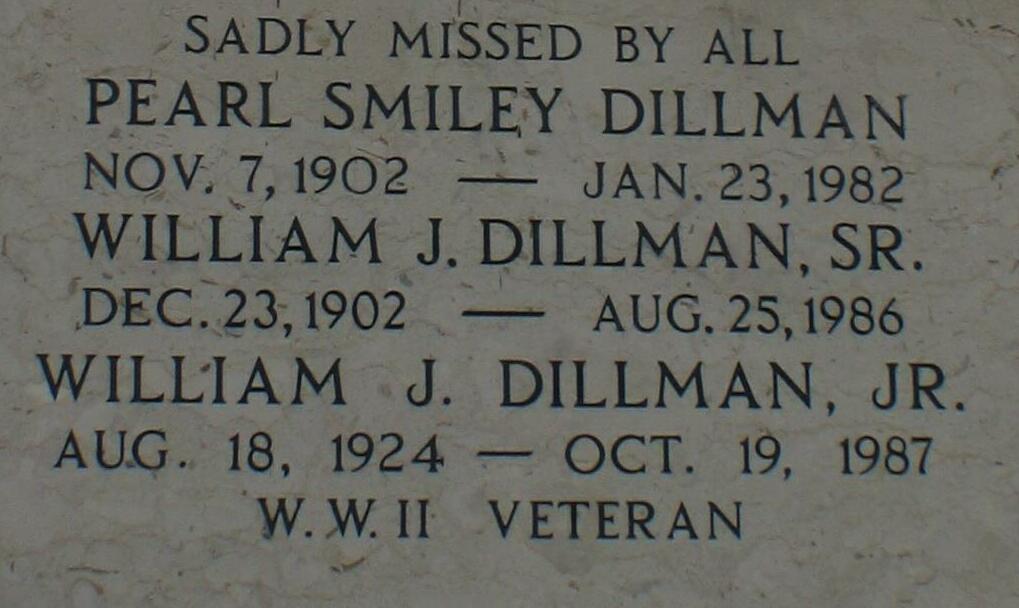 SADLY MISSED BY ALL
PEARL SMILEY DILLMAN
NOV. 7, 1902 — JAN. 23, 1982
WILLIAM J. DILLMAN, SR.
DEC. 23, 1902 — AUG. 25, 1986
WILLIAM J. DILLMAN, JR.
AUG. 18, 1924 — OCT. 19, 1987
W. W. II VETERAN